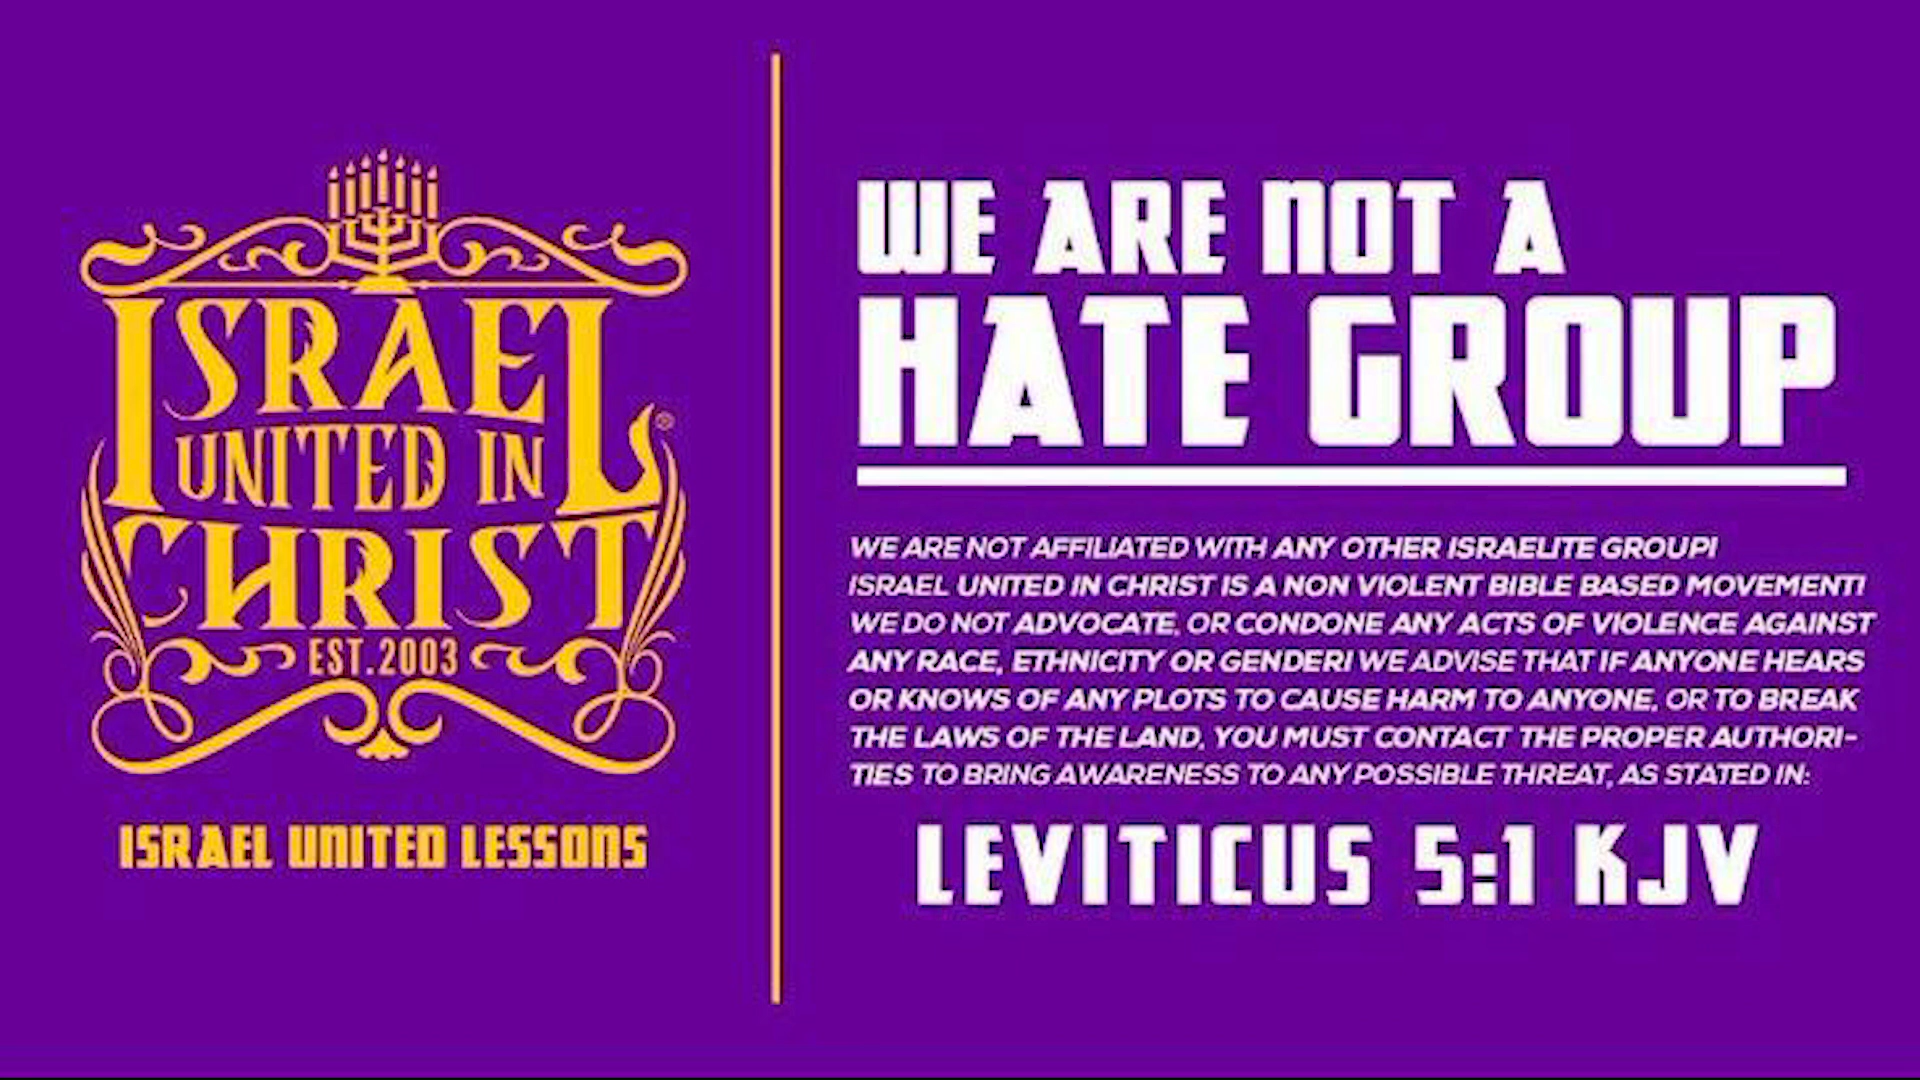 ISRAEL
UNITED IN
CHRIST
®
EST.2003
ISRAEL UNITED LESSONS
WE ARE NOT A
HATE GROUP
WE ARE NOT AFFILIATED WITH ANY OTHER ISRAELITE GROUP!
ISRAEL UNITED IN CHRIST IS A NON VIOLENT BIBLE BASED MOVEMENT!
WE DO NOT ADVOCATE, OR CONDONE ANY ACTS OF VIOLENCE AGAINST
ANY RACE, ETHNICITY OR GENDER! WE ADVISE THAT IF ANYONE HEARS
OR KNOWS OF ANY PLOTS TO CAUSE HARM TO ANYONE, OR TO BREAK
THE LAWS OF THE LAND, YOU MUST CONTACT THE PROPER AUTHORI-
TIES TO BRING AWARENESS TO ANY POSSIBLE THREAT, AS STATED IN:
LEVITICUS 5:1 KJV